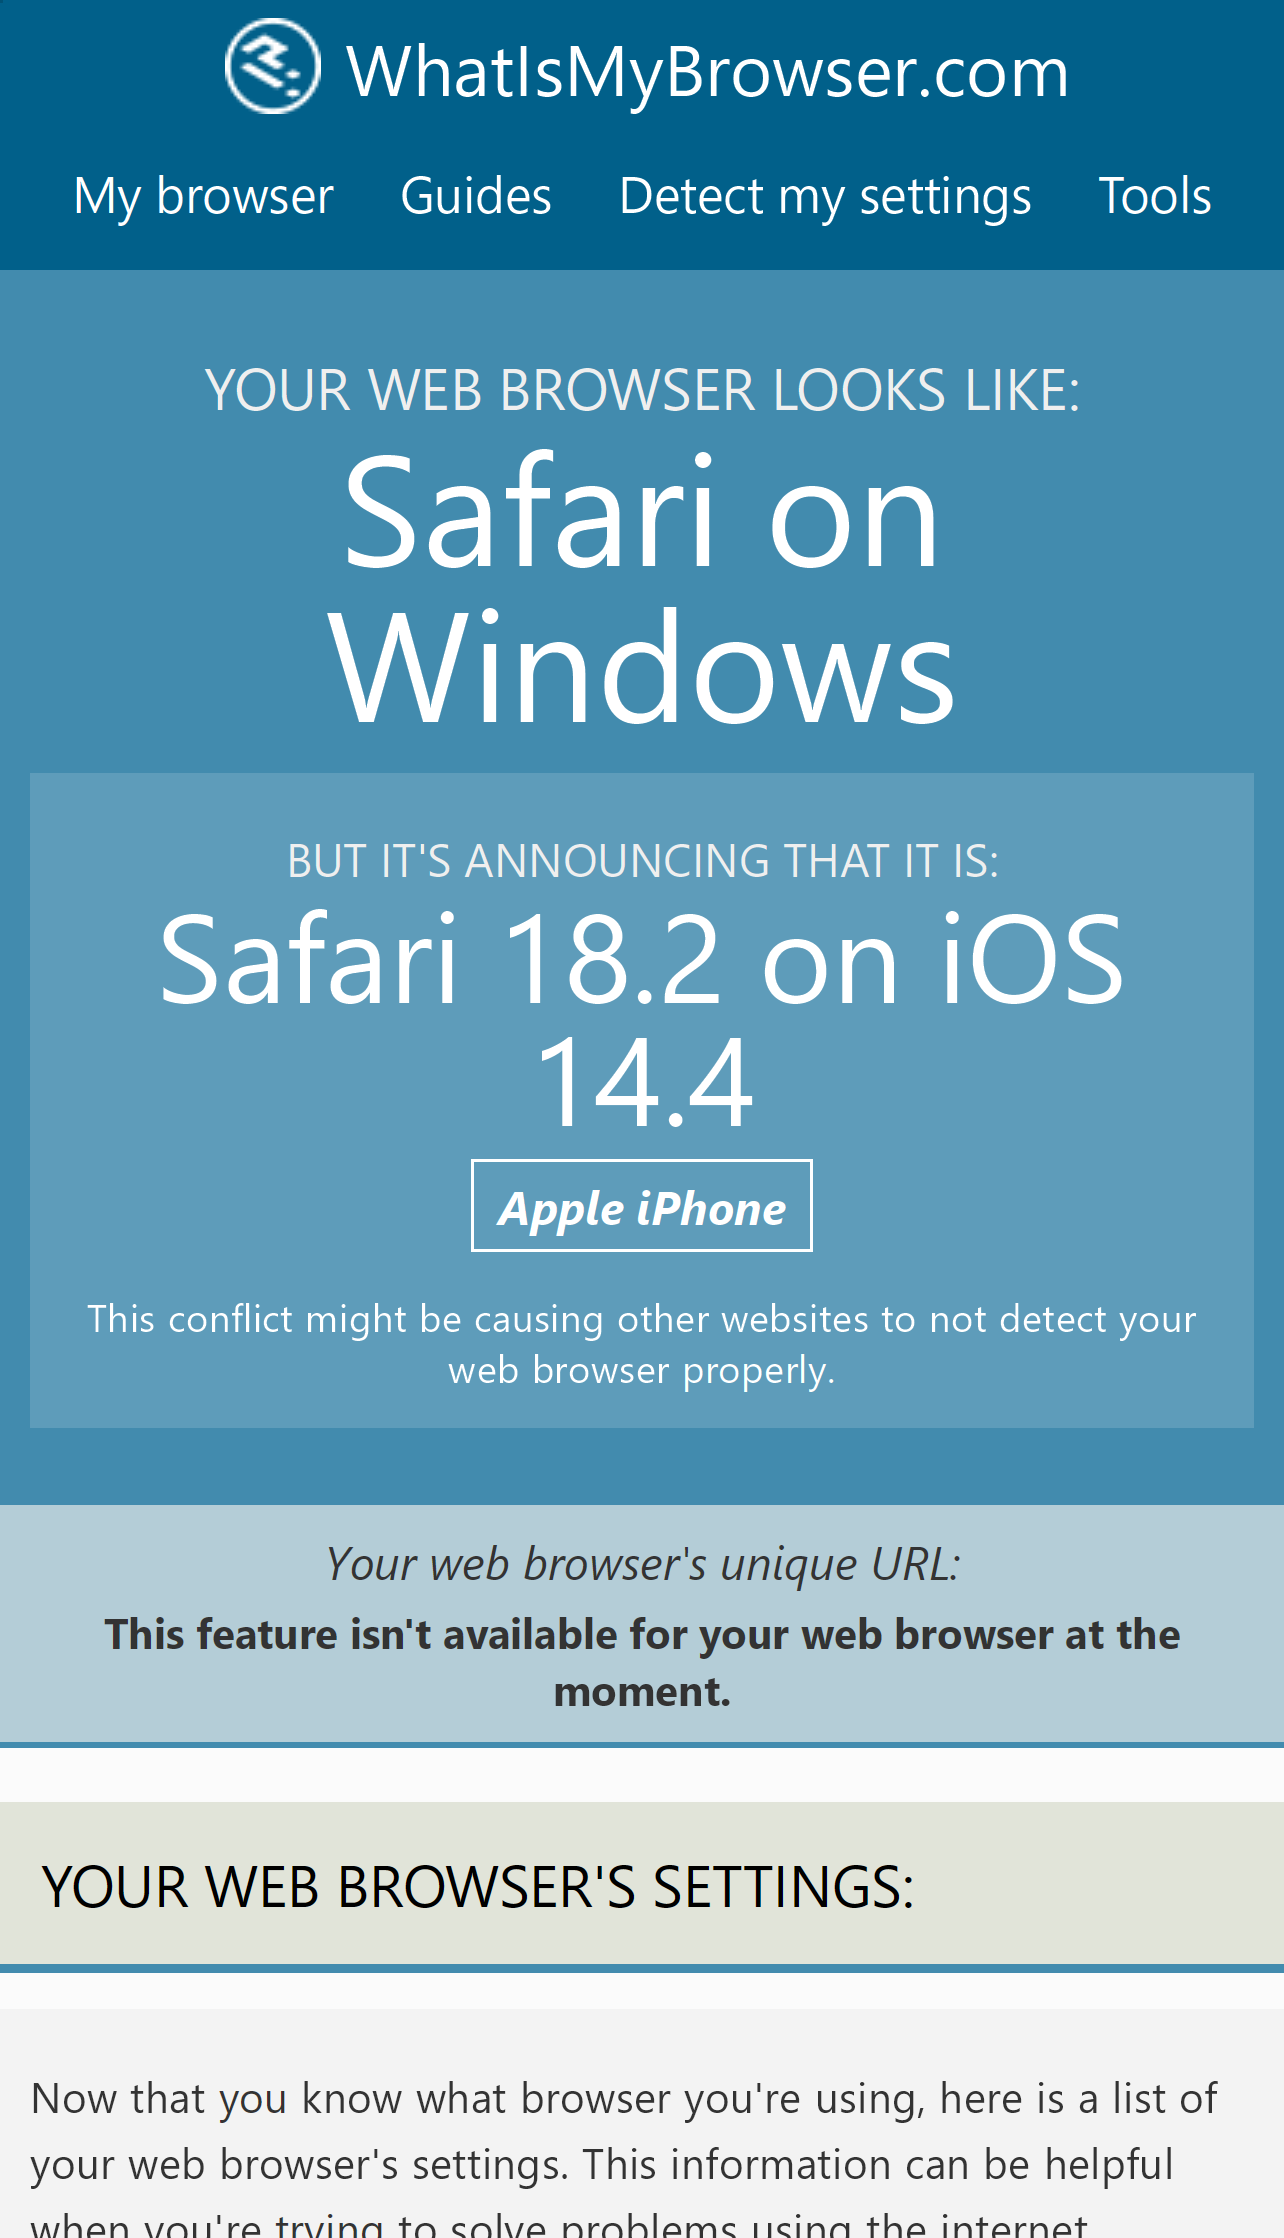 WhatIsMyBrowser.com
My browser Guides Detect my settings Tools
YOUR WEB BROWSER LOOKS LIKE:
Safari on
Windows
BUT IT'S ANNOUNCING THAT IT IS:
Safari 18.2 on iOS
14.4
Apple iPhone
This conflict might be causing other websites to not detect your
web browser properly.
Your web browser's unique URL:
This feature isn't available for your web browser at the
moment.
YOUR WEB BROWSER'S SETTINGS:
Now that you know what browser you're using, here is a list of
your web browser's settings. This information can be helpful
when you're trying to solve problems using the internet.